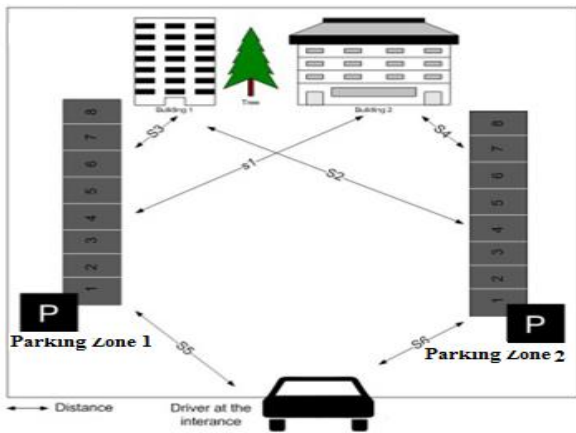 Building 1
Tree
Building 2
S3
S4
s1
S2
8
7
6
5
4
3
2
1
8
7
6
5
4
3
2
1
P
P
Parking Zone 1
Parking Zone 2
S5
S6
Distance
Driver at the
interance